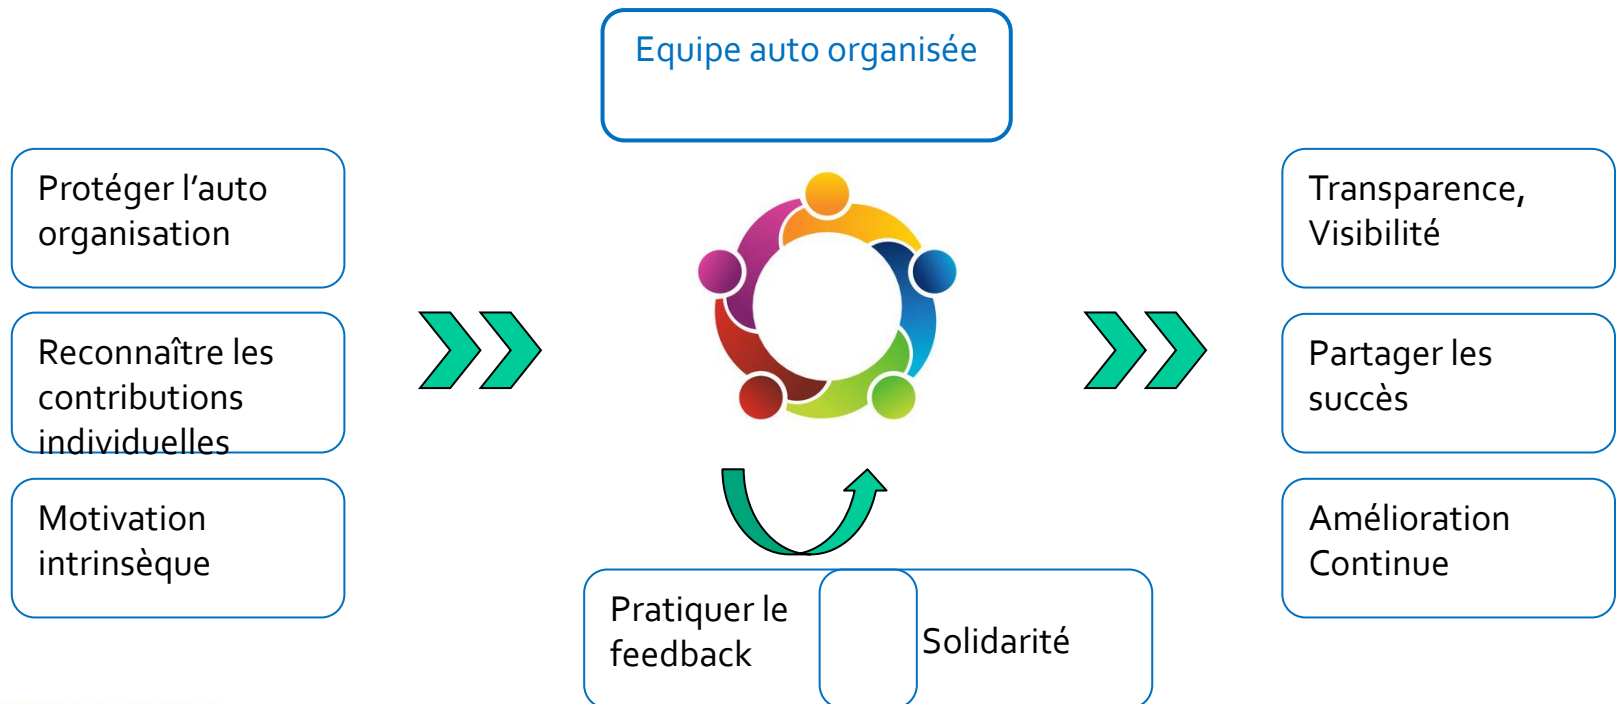 Equipe auto organisée
Protéger l’auto
organisation
Reconnaître les
contributions
individuelles
Motivation
intrinsèque
Pratiquer le
feedback
Solidarité
Transparence,
Visibilité
Partager les
succès
Amélioration
Continue